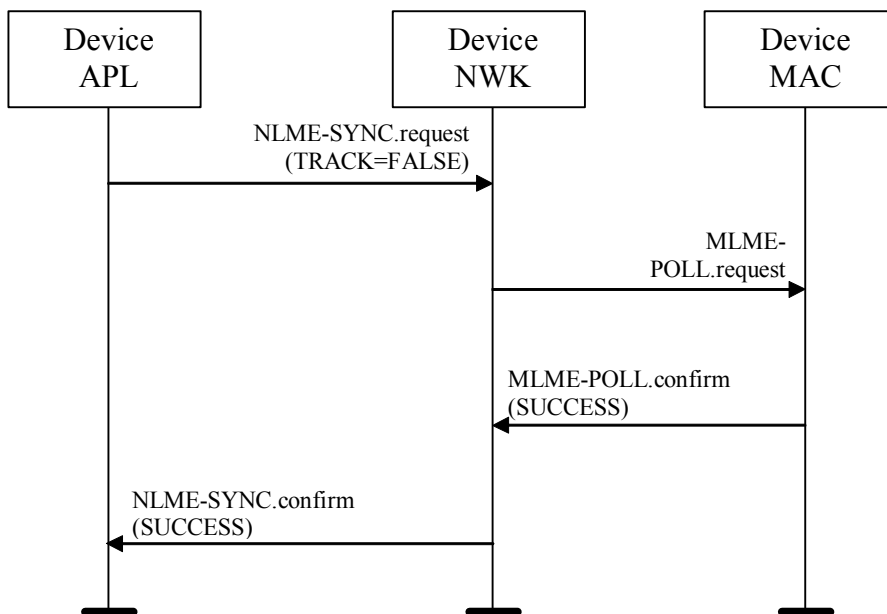 Device
APL
Device
NWK
Device
MAC
NLME-SYNC.request
(TRACK=FALSE)
MLME-
POLL.request
MLME-POLL.confirm
(SUCCESS)
NLME-SYNC.confirm
(SUCCESS)